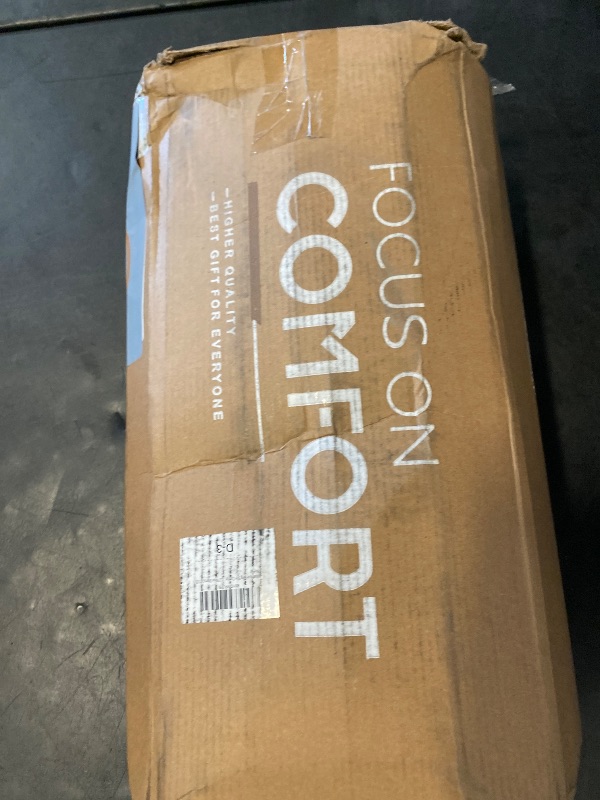 FOCUS ON
COMFORT
—HIGHER QUALITY
—BEST GIFT FOR EVERYONE
D-3